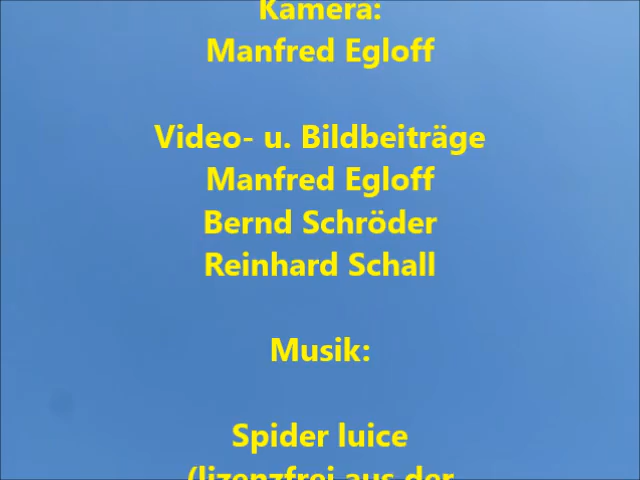 Kamera:
Manfred Egloff
Video- u. Bildbeiträge
Manfred Egloff
Bernd Schröder
Reinhard Schall
Musik:
Spider luice
(lizenzfrei aus der